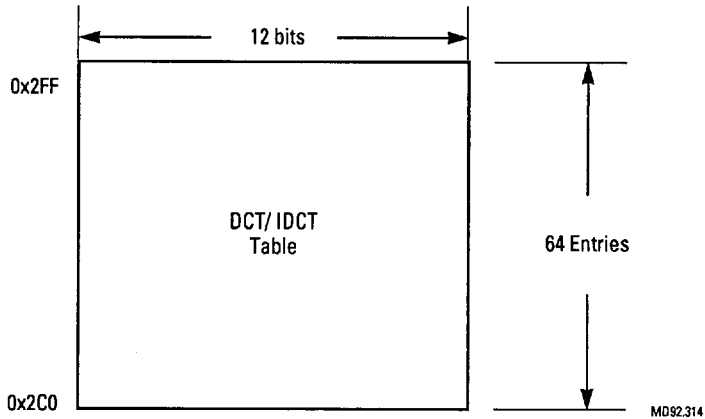 12 bits
0x2FF
DCT/ IDCT
Table
64 Entries
0x2C0
MD92.314